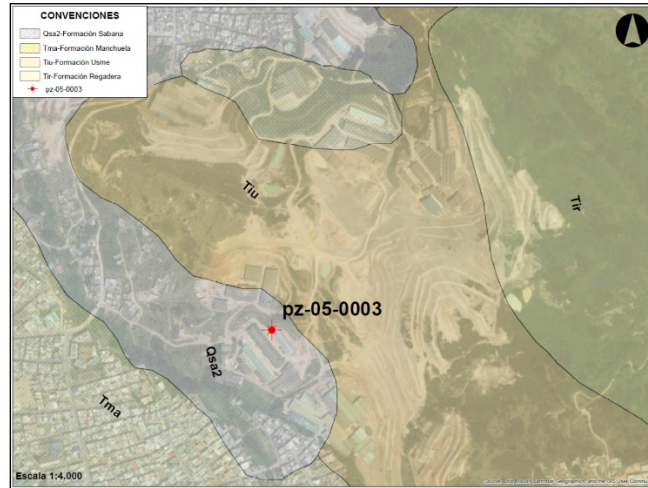 CONVENCIONES
Qsa2-Formación Sabana
Tma-Formación Marichuela
Tiu-Formación Usme
Tir-Formación Regadera
pz-05-0003
Tiu
Tir
pz-05-0003
Qsa2
Tma
Escala 1:4.000